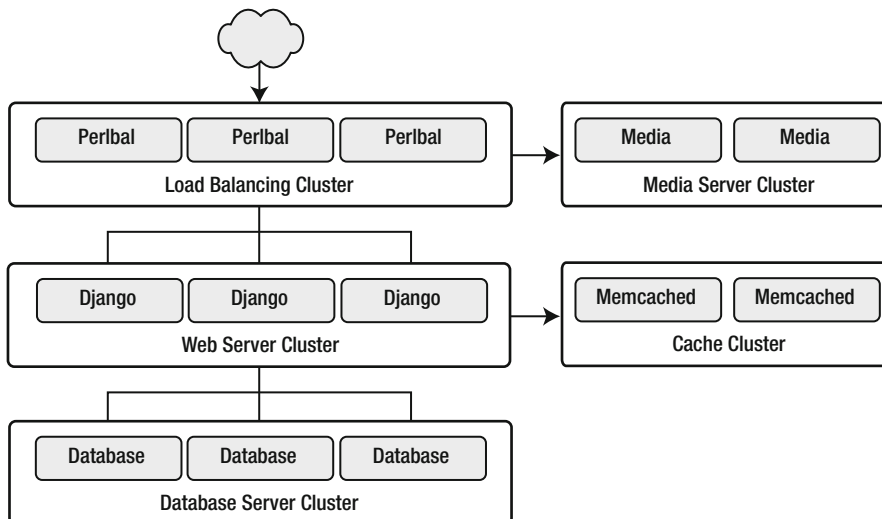 Perlbal Perlbal Perlbal
Load Balancing Cluster
Media Media
Media Server Cluster
Django Django Django
Web Server Cluster
Memcached Memcached
Cache Cluster
Database Database Database
Database Server Cluster